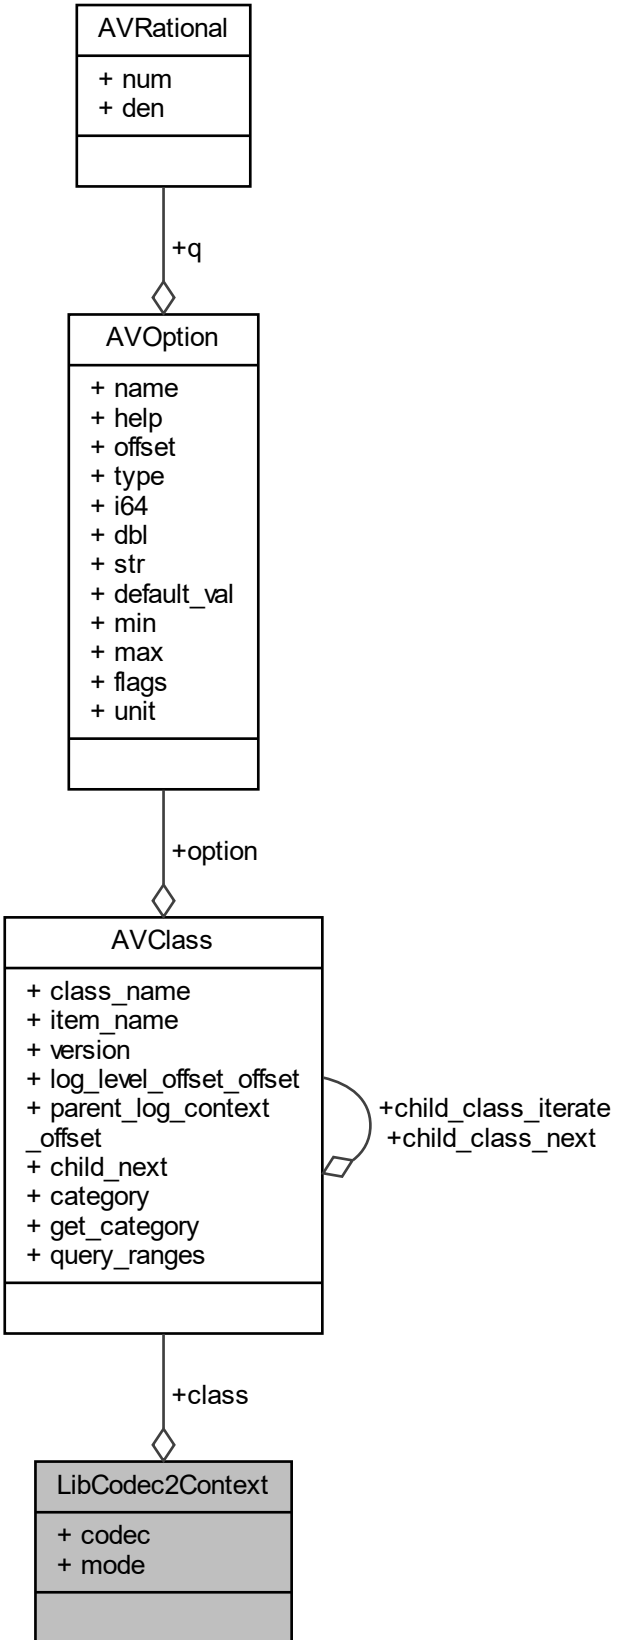 AVRational
+ num
+ den
+q
AVOption
+ name
+ help
+ offset
+ type
+ i64
+ dbl
+ str
+ default_val
+ min
+ max
+ flags
+ unit
+option
AVClass
+ class_name
+ item_name
+ version
+ log_level_offset_offset
+ parent_log_context
_offset
+ child_next
+ category
+ get_category
+ query_ranges
+child_class_iterate
+child_class_next
+class
LibCodec2Context
+ codec
+ mode